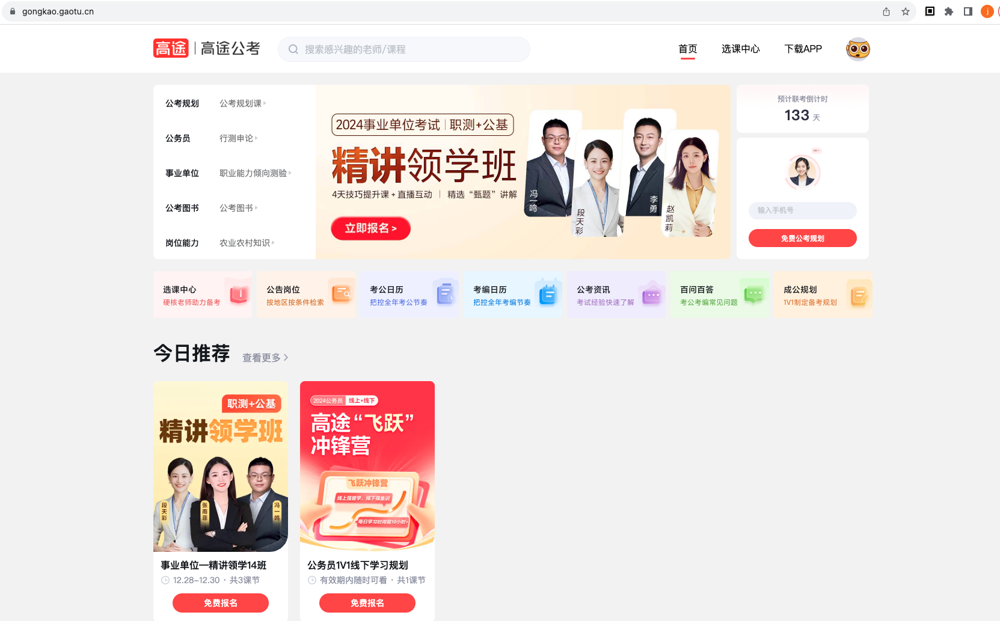 gongkao.gaotu.cn
j
高途 | 高途公考
搜索感兴趣的老师/课程
首页
选课中心
下载APP
公考规划 公考规划课
公务员 行测申论
事业单位 职业能力倾向测验
公考图书 公考图书
岗位能力 农业农村知识
2024事业单位考试 | 职测+公基
精讲领学班
4天技巧提升课 + 直播互动 | 精选“甄题”讲解
立即报名 >
冯一鸣
段天彩
李勇
赵凯莉
预计联考倒计时
133 天
Hi~
输入手机号
免费公考规划
选课中心
硬核老师助力备考
公告岗位
按地区按条件检索
考公日历
把控全年考公节奏
考编日历
把控全年考编节奏
公考资讯
考试经验快速了解
百问百答
考公考编常见问题
成公规划
1V1制定备考规划
今日推荐 查看更多 >
职测+公基
精讲领学班
段天彩
张雨菲
冯一鸣
事业单位—精讲领学14班
12.28-12.30 · 共3课节
免费报名
2024公务员 线上+线下
高途“飞跃”
冲锋营
飞跃冲锋营
线上强督学，线下强集训
每日学习时间超10小时+
公务员1V1线下学习规划
有效期内随时可看 · 共1课节
免费报名